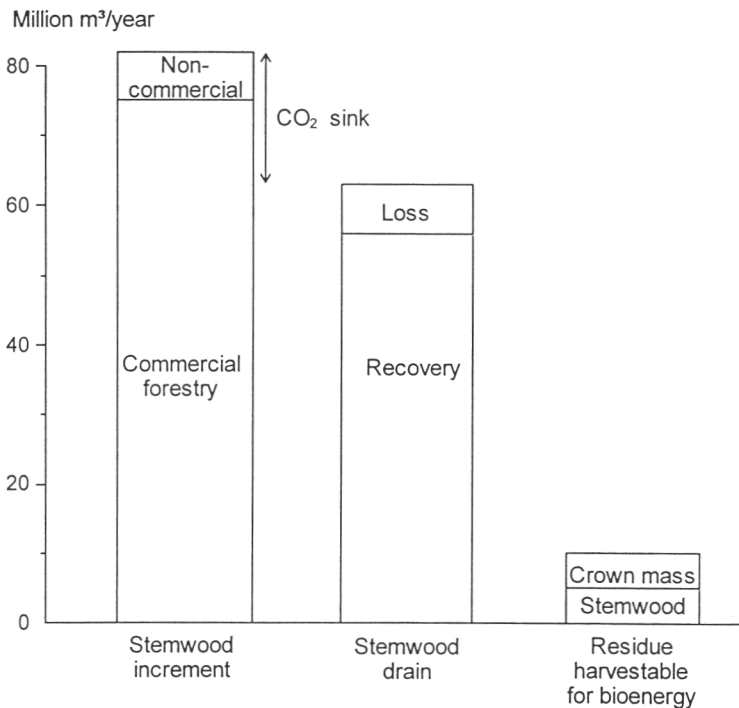 Million m³/year
80
60
40
20
0
Non-
commercial
CO₂ sink
Commercial
forestry
Loss
Recovery
Crown mass
Stemwood
Stemwood
increment
Stemwood
drain
Residue
harvestable
for bioenergy